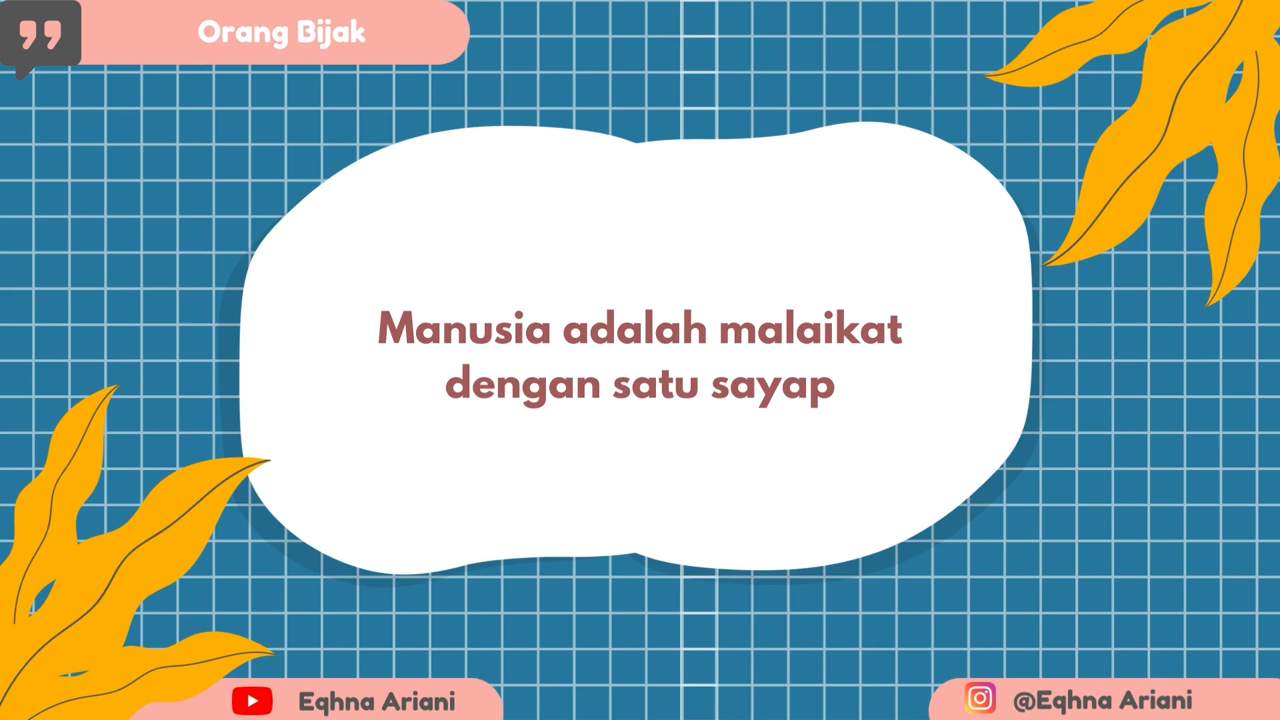 Orang Bijak
Manusia adalah malaikat
dengan satu sayap
Eqhna Ariani
@Eqhna Ariani